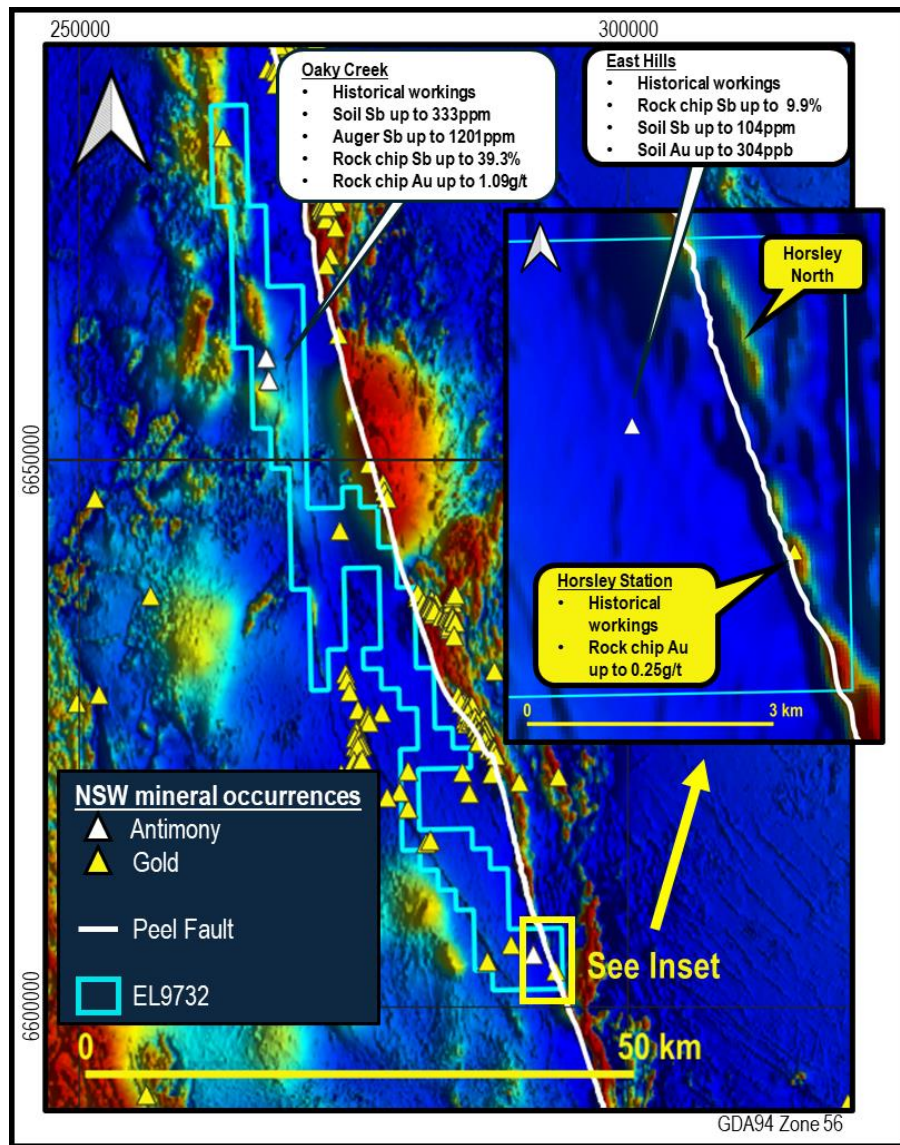 250000
300000
Oaky Creek
• Historical workings
• Soil Sb up to 333ppm
• Auger Sb up to 1201ppm
• Rock chip Sb up to 39.3%
• Rock chip Au up to 1.09g/t
East Hills
• Historical workings
• Rock chip Sb up to 9.9%
• Soil Sb up to 104ppm
• Soil Au up to 304ppb
Horsley
North
6650000
Horsley Station
• Historical
workings
• Rock chip Au
up to 0.25g/t
0
3 km
NSW mineral occurrences
Antimony
Gold
Peel Fault
EL9732
See Inset
6600000
0
50 km
GDA94 Zone 56